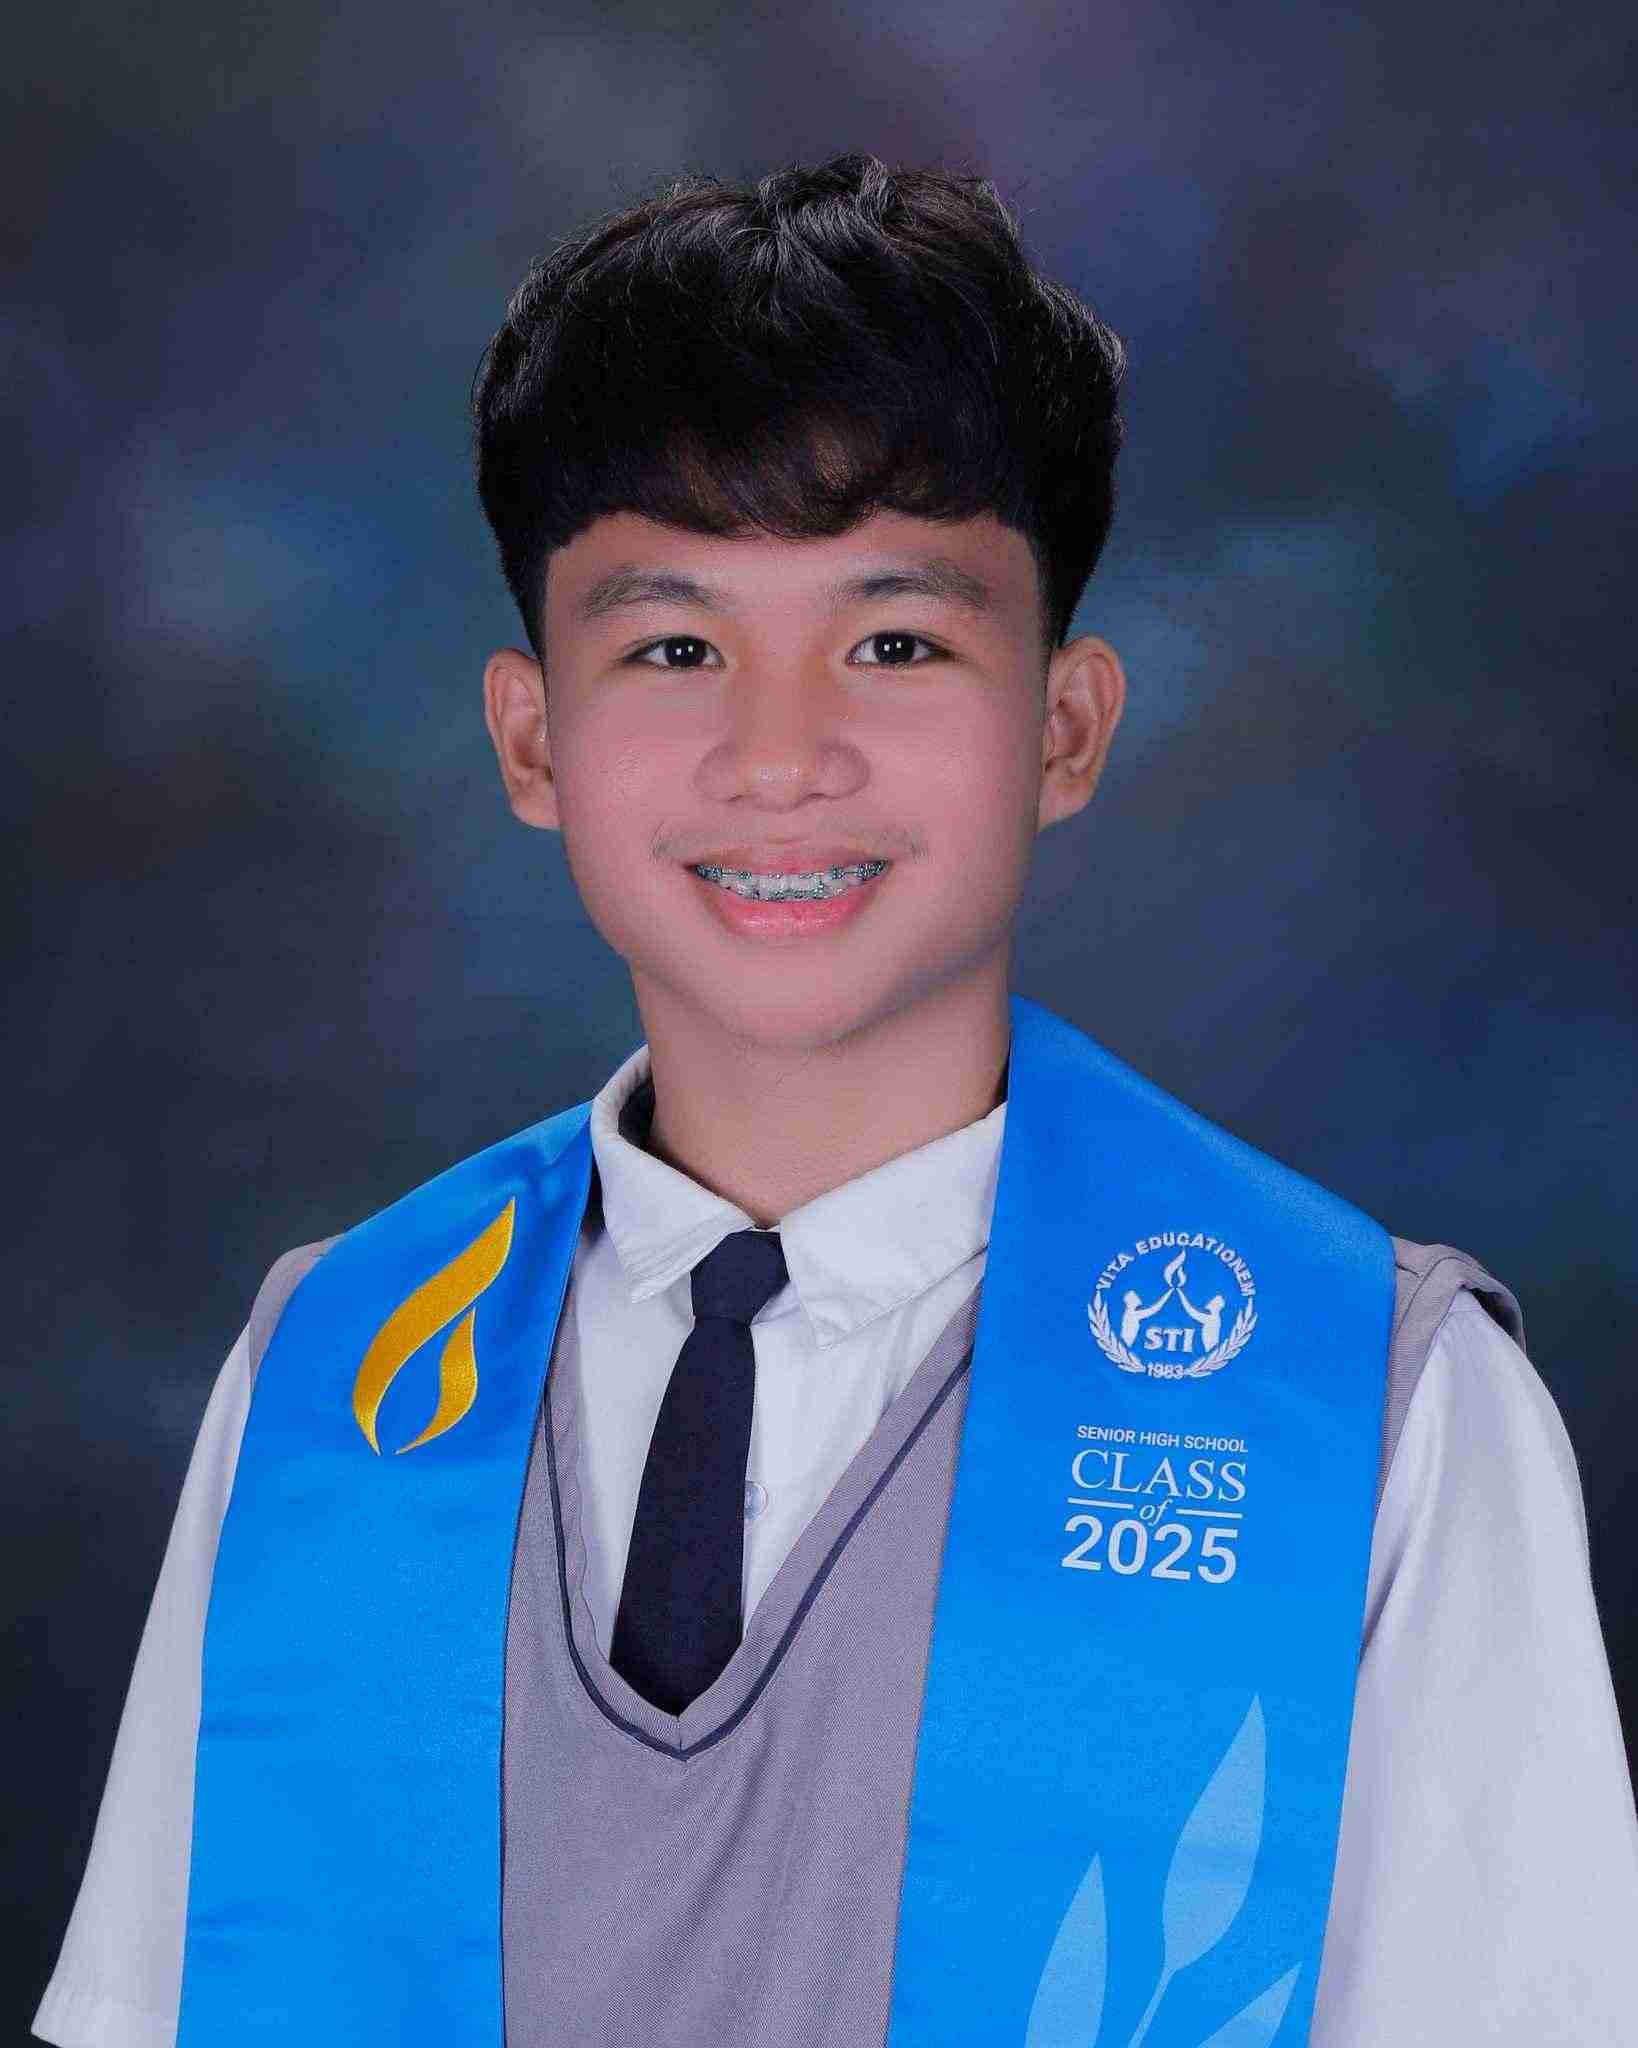 VITA EDUCATIONEM
STI
1983
SENIOR HIGH SCHOOL
CLASS
of
2025